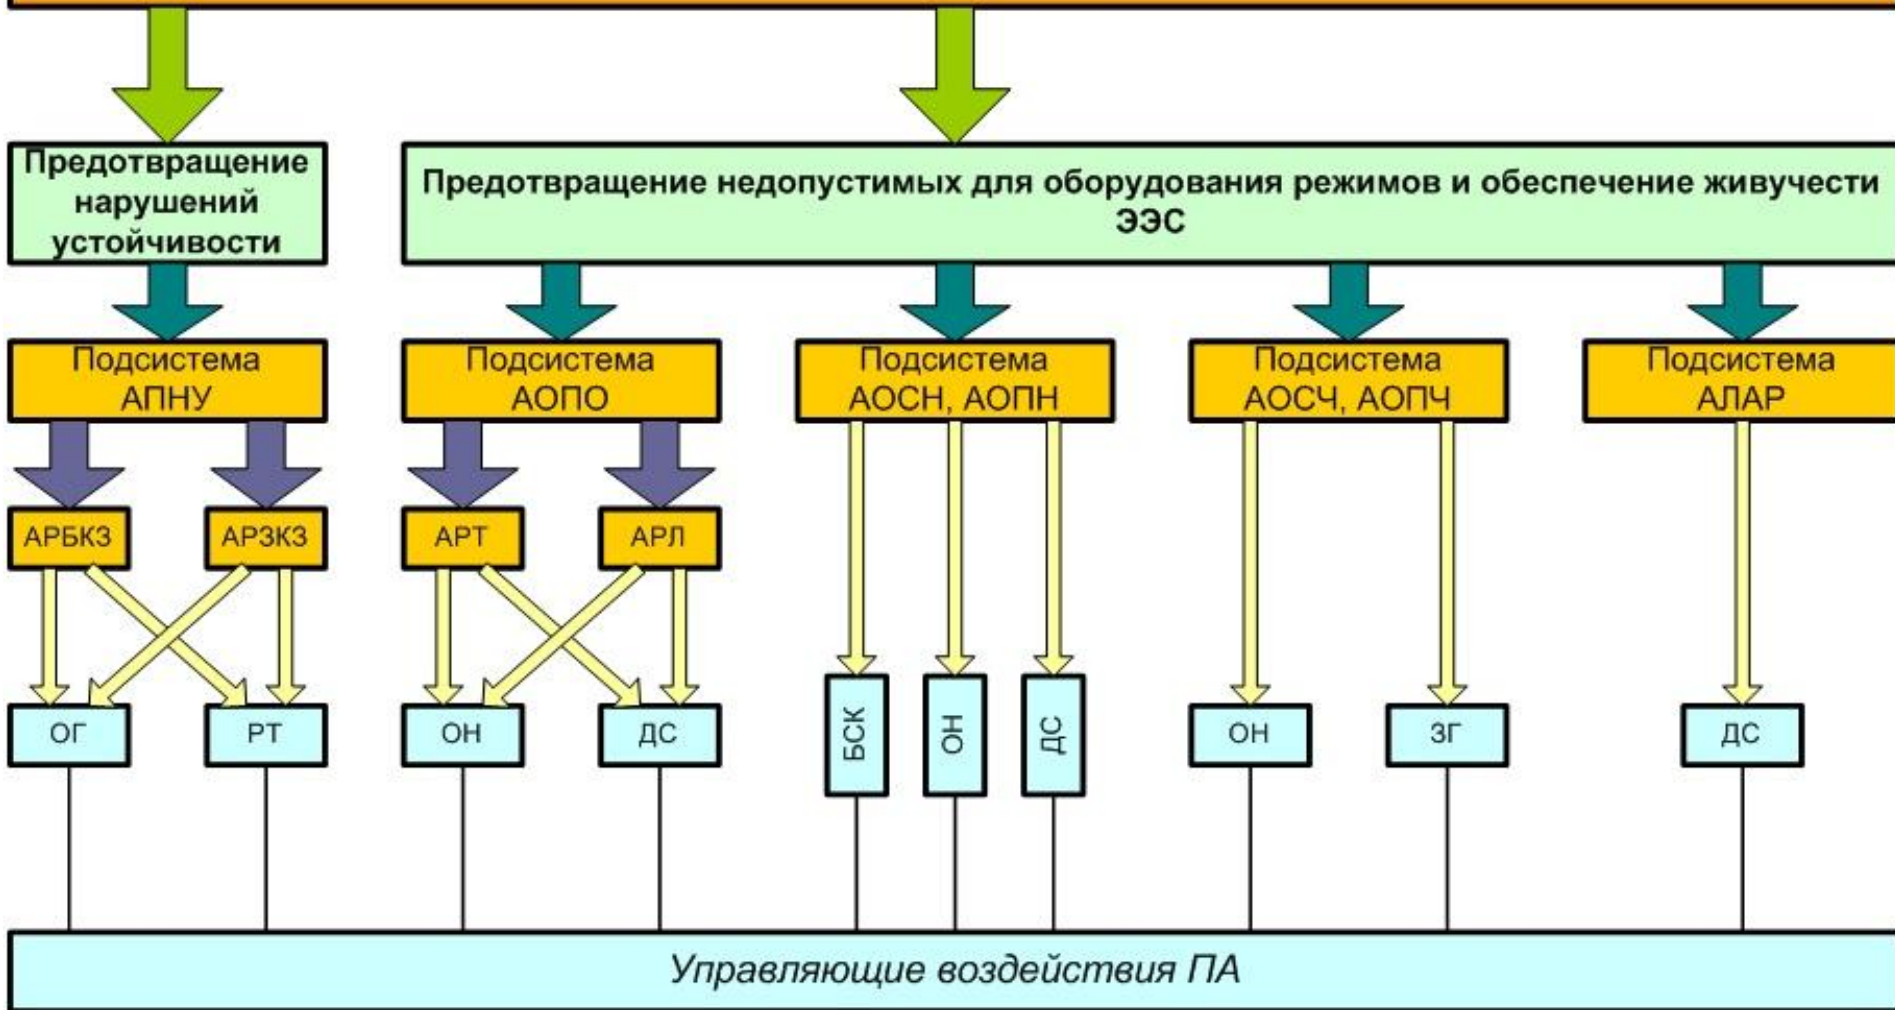 Предотвращение
нарушений
устойчивости
Предотвращение недопустимых для оборудования режимов и обеспечение живучести
ЭЭС
Подсистема
АПНУ
Подсистема
АОПО
Подсистема
АОСН, АОПН
Подсистема
АОСЧ, АОПЧ
Подсистема
АЛАР
АРБКЗ
АРЗКЗ
АРТ
АРЛ
ОГ
РТ
ОН
ДС
БСК
ОН
ДС
ОН
ЗГ
ДС
Управляющие воздействия ПА